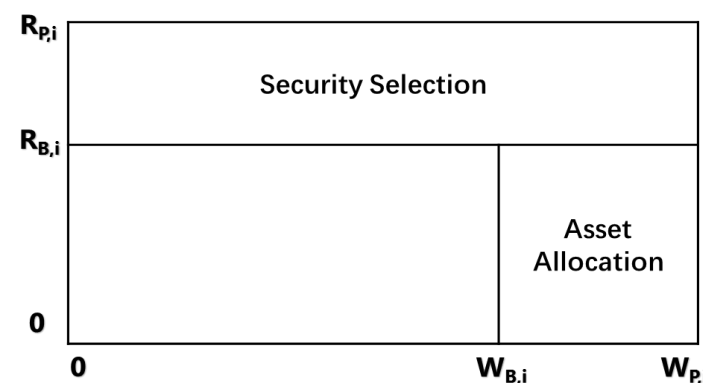 R_P,i
Security Selection
R_B,i
Asset
Allocation
0
0 W_B,i W_P,